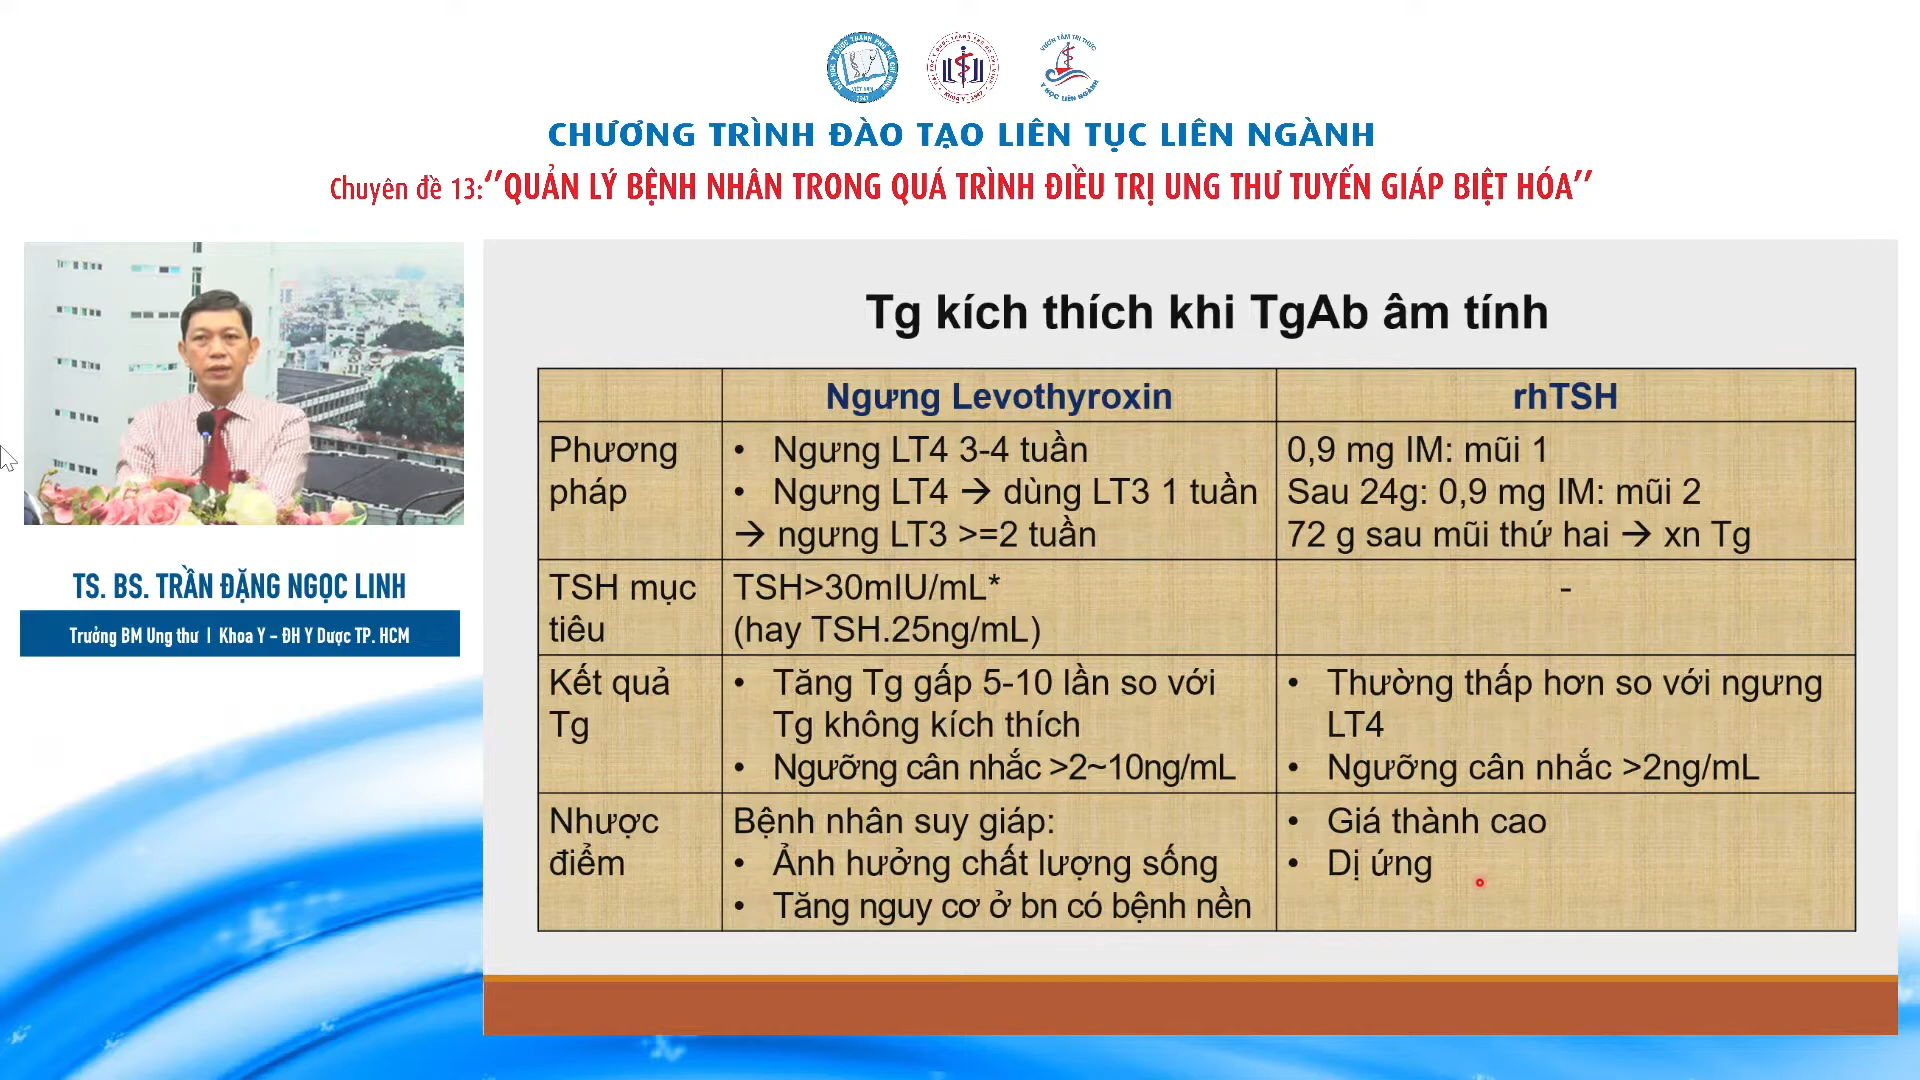 CHƯƠNG TRÌNH ĐÀO TẠO LIÊN TỤC LIÊN NGÀNH
Chuyên đề 13:‘’QUẢN LÝ BỆNH NHÂN TRONG QUÁ TRÌNH ĐIỀU TRỊ UNG THƯ TUYẾN GIÁP BIỆT HÓA’’
TS. BS. TRẦN ĐẶNG NGỌC LINH
Trưởng BM Ung thư | Khoa Y – ĐH Y Dược TP. HCM
Tg kích thích khi TgAb âm tính
Ngưng Levothyroxin
rhTSH
Phương
pháp
• Ngưng LT4 3-4 tuần
• Ngưng LT4 → dùng LT3 1 tuần
→ ngưng LT3 >=2 tuần
0,9 mg IM: mũi 1
Sau 24g: 0,9 mg IM: mũi 2
72 g sau mũi thứ hai → xn Tg
TSH mục
tiêu
TSH>30mIU/mL*
(hay TSH.25ng/mL)
-
Kết quả
Tg
• Tăng Tg gấp 5-10 lần so với
Tg không kích thích
• Ngưỡng cân nhắc >2~10ng/mL
• Thường thấp hơn so với ngưng
LT4
• Ngưỡng cân nhắc >2ng/mL
Nhược
điểm
Bệnh nhân suy giáp:
• Ảnh hưởng chất lượng sống
• Tăng nguy cơ ở bn có bệnh nền
• Giá thành cao
• Dị ứng